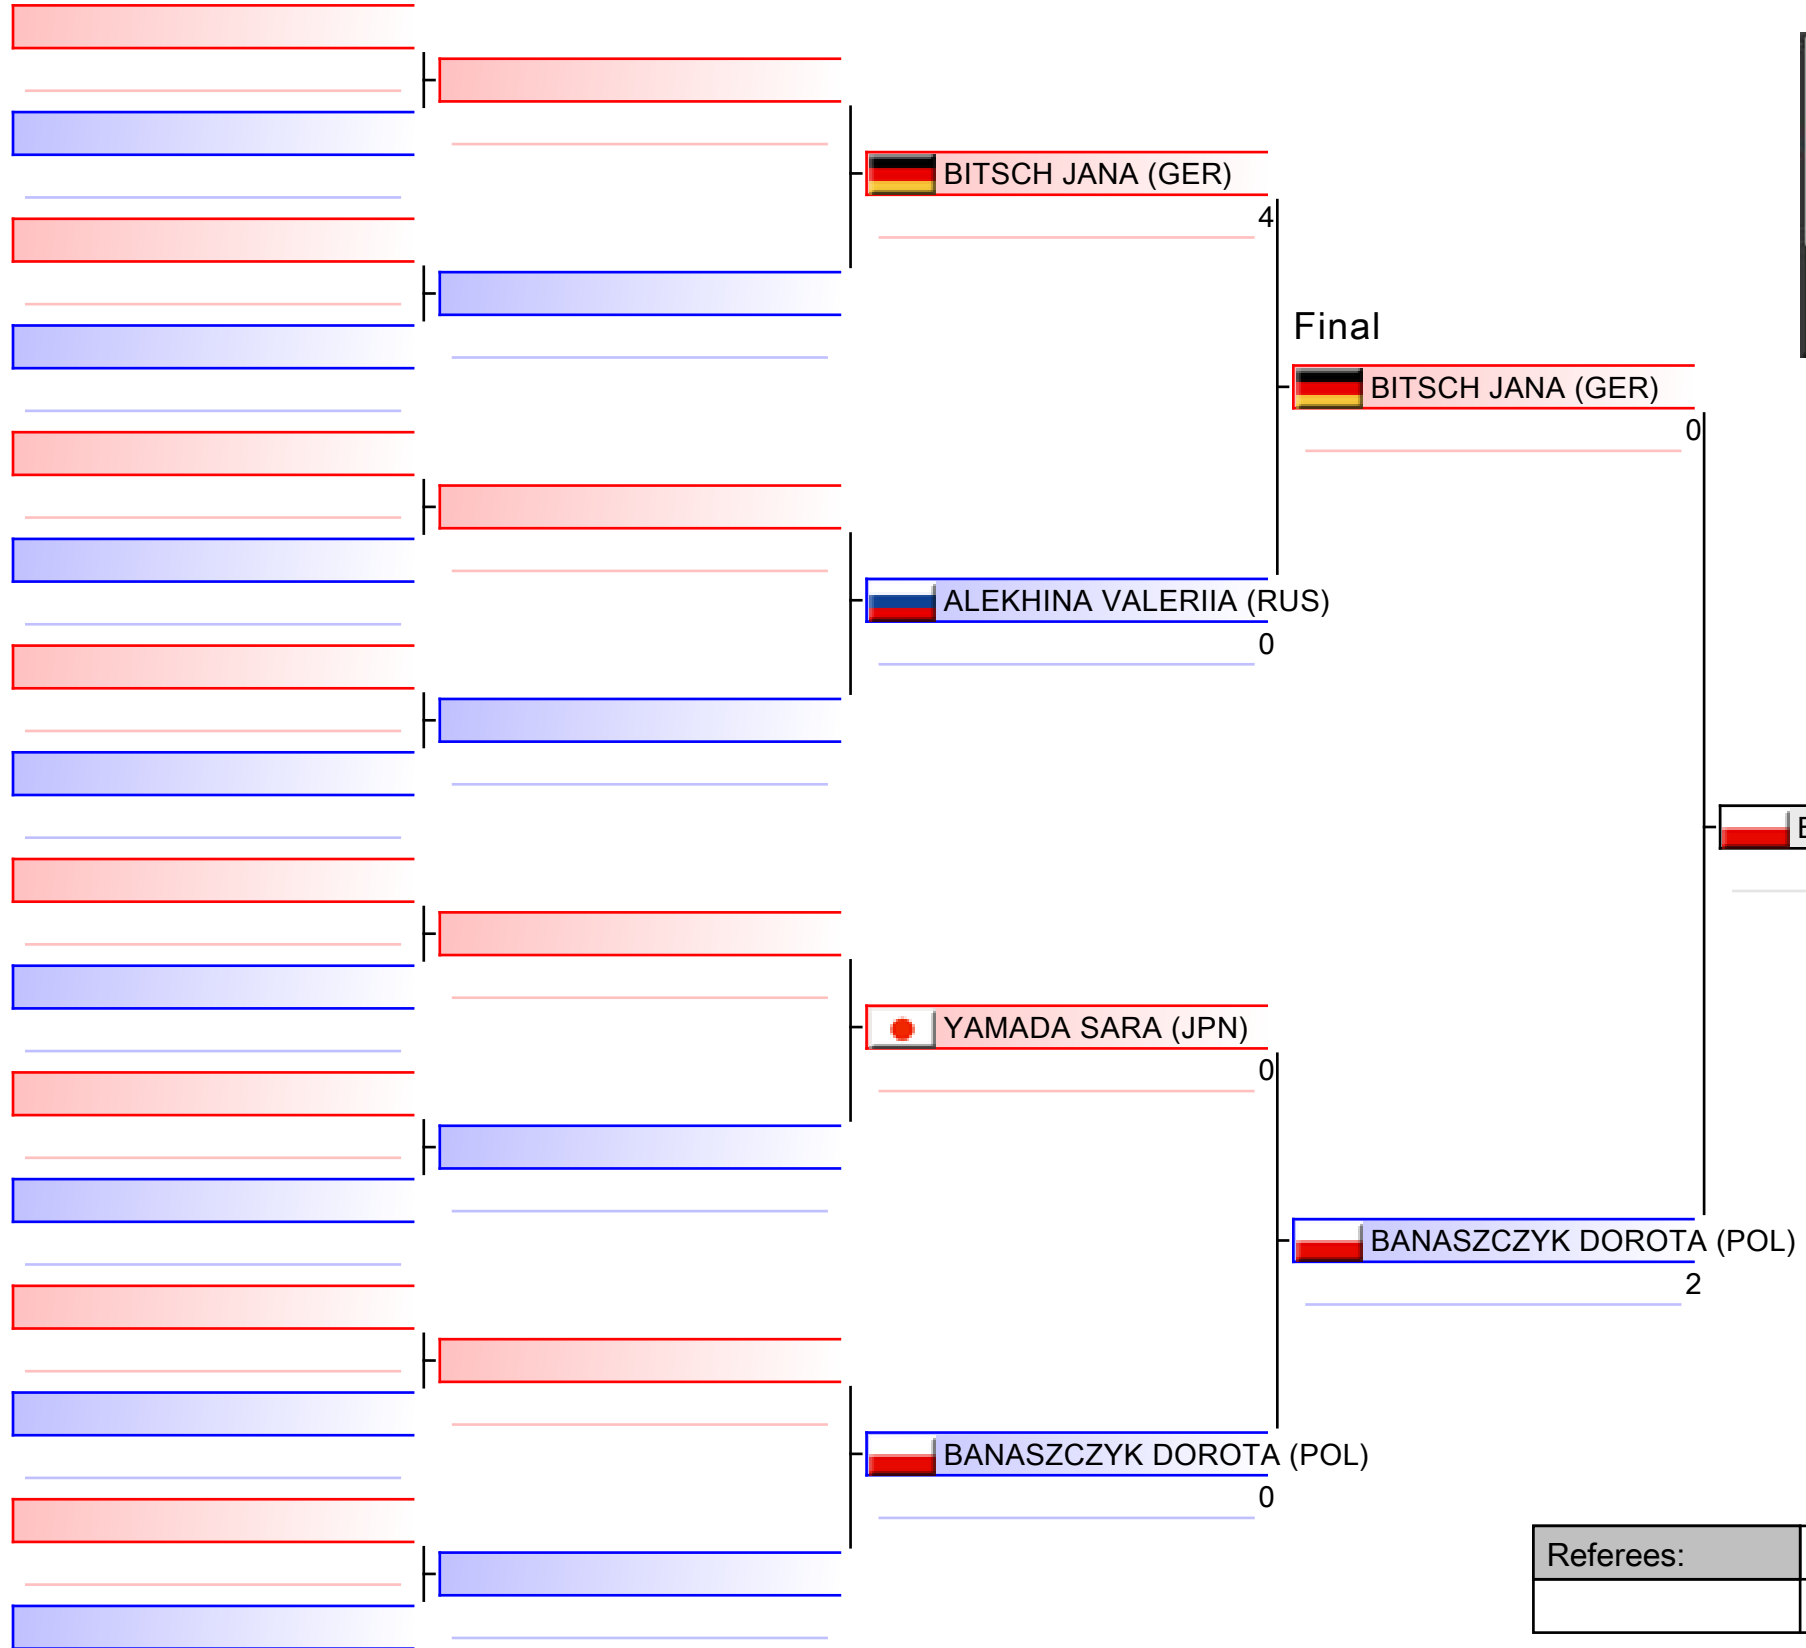 BITSCH JANA (GER)
4
Final
BITSCH JANA (GER)
0
ALEKHINA VALERIIA (RUS)
0
YAMADA SARA (JPN)
0
BANASZCZYK DOROTA (POL)
2
BANASZCZYK DOROTA (POL)
0
Referees: